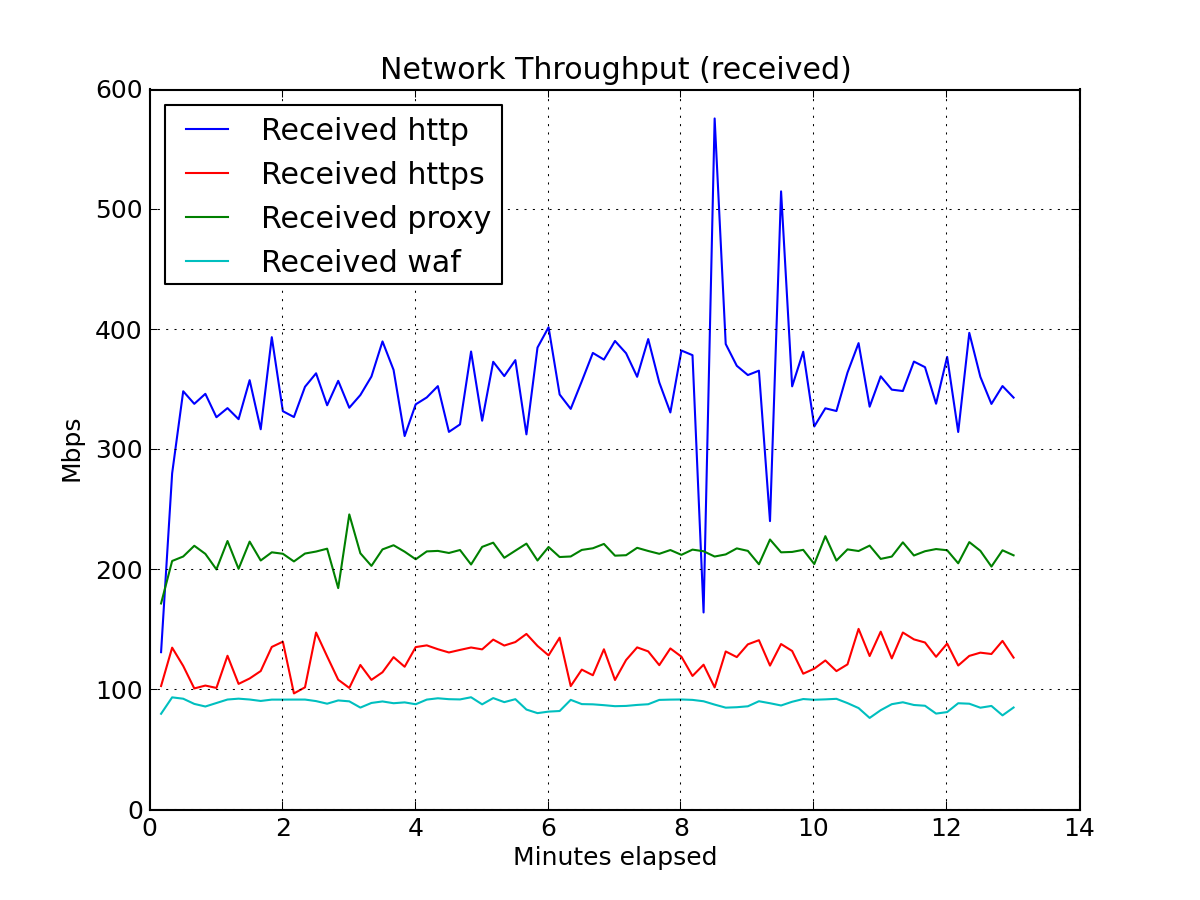 Network Throughput (received)
600
500
400
300
200
100
0
Mbps
Received http
Received https
Received proxy
Received waf
0 2 4 6 8 10 12 14
Minutes elapsed